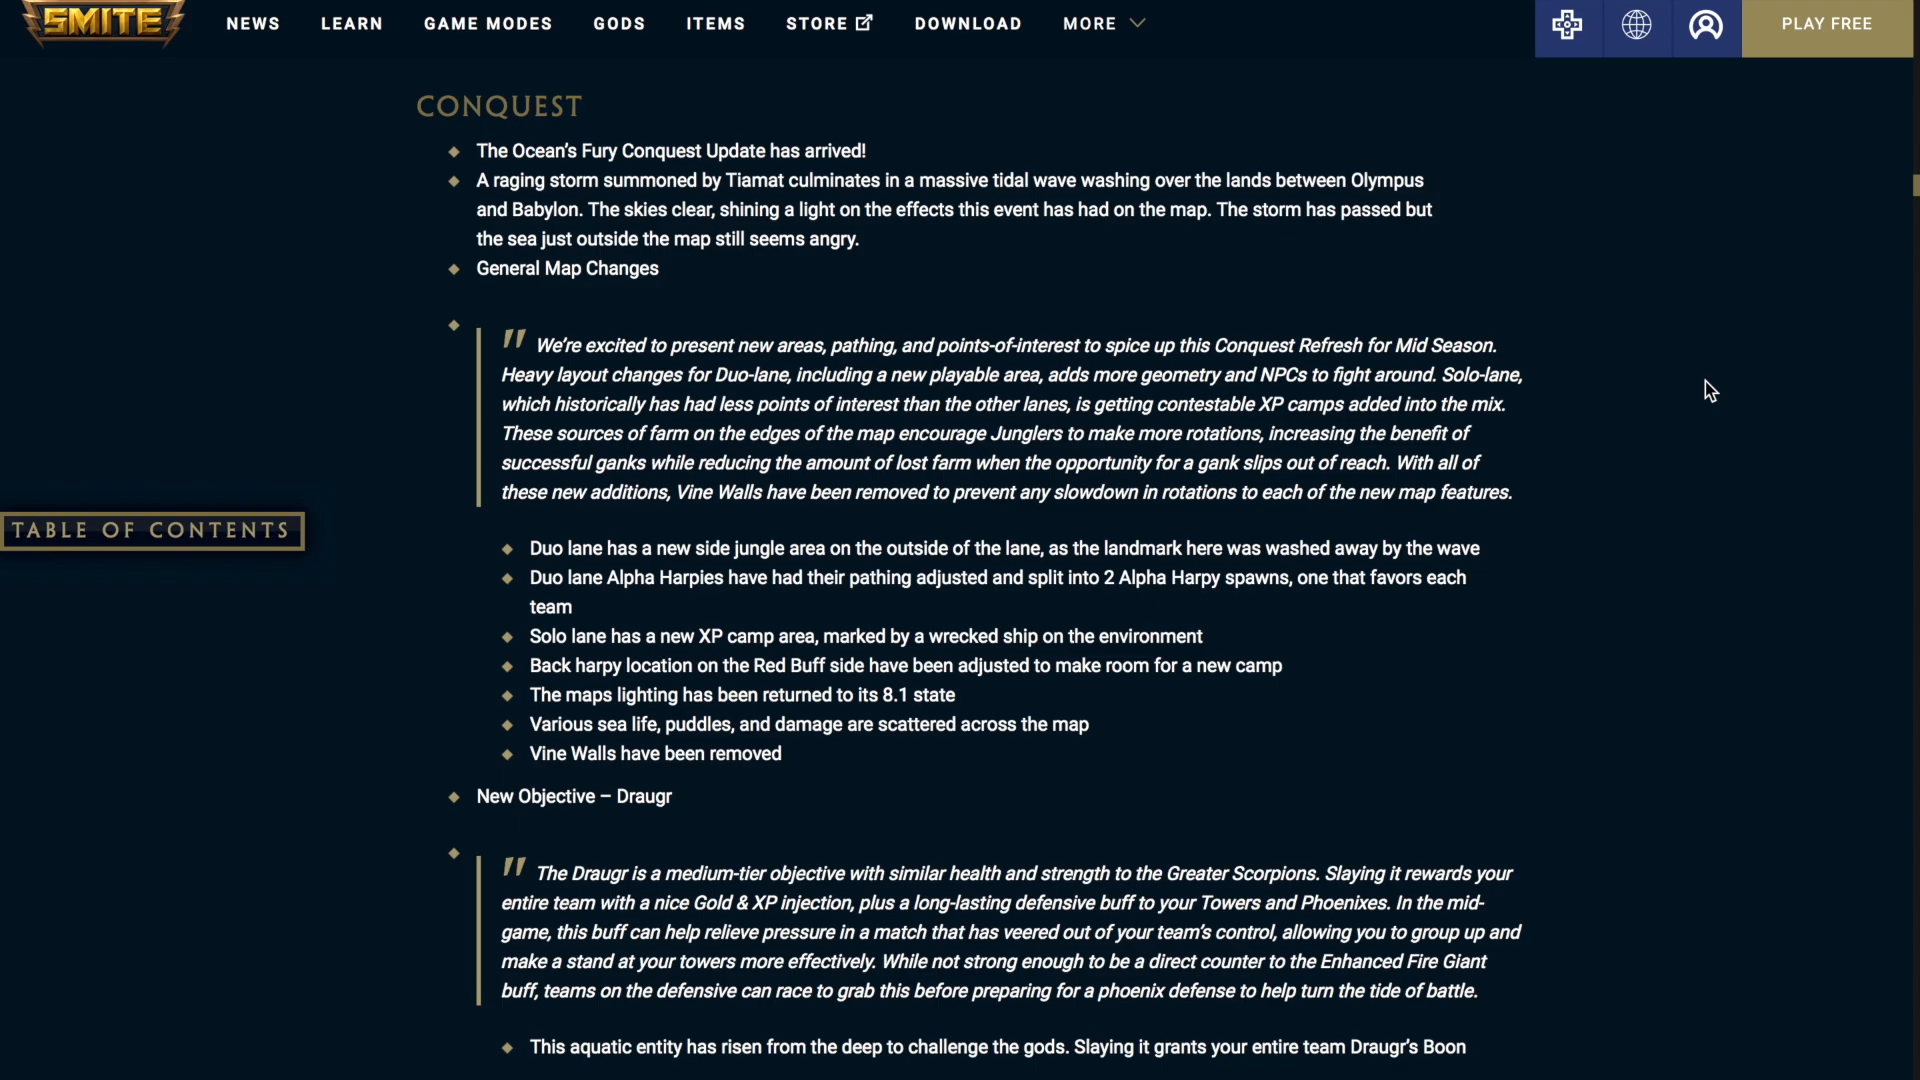 SMITE
NEWS LEARN GAME MODES GODS ITEMS STORE DOWNLOAD MORE PLAY FREE
CONQUEST
The Ocean's Fury Conquest Update has arrived!
A raging storm summoned by Tiamat culminates in a massive tidal wave washing over the lands between Olympus
and Babylon. The skies clear, shining a light on the effects this event has had on the map. The storm has passed but
the sea just outside the map still seems angry.
General Map Changes
" We're excited to present new areas, pathing, and points-of-interest to spice up this Conquest Refresh for Mid Season.
Heavy layout changes for Duo-lane, including a new playable area, adds more geometry and NPCs to fight around. Solo-lane,
which historically has had less points of interest than the other lanes, is getting contestable XP camps added into the mix.
These sources of farm on the edges of the map encourage Junglers to make more rotations, increasing the benefit of
successful ganks while reducing the amount of lost farm when the opportunity for a gank slips out of reach. With all of
these new additions, Vine Walls have been removed to prevent any slowdown in rotations to each of the new map features.
TABLE OF CONTENTS
Duo lane has a new side jungle area on the outside of the lane, as the landmark here was washed away by the wave
Duo lane Alpha Harpies have had their pathing adjusted and split into 2 Alpha Harpy spawns, one that favors each
team
Solo lane has a new XP camp area, marked by a wrecked ship on the environment
Back harpy location on the Red Buff side have been adjusted to make room for a new camp
The maps lighting has been returned to its 8.1 state
Various sea life, puddles, and damage are scattered across the map
Vine Walls have been removed
New Objective – Draugr
" The Draugr is a medium-tier objective with similar health and strength to the Greater Scorpions. Slaying it rewards your
entire team with a nice Gold & XP injection, plus a long-lasting defensive buff to your Towers and Phoenixes. In the mid-
game, this buff can help relieve pressure in a match that has veered out of your team's control, allowing you to group up and
make a stand at your towers more effectively. While not strong enough to be a direct counter to the Enhanced Fire Giant
buff, teams on the defensive can race to grab this before preparing for a phoenix defense to help turn the tide of battle.
This aquatic entity has risen from the deep to challenge the gods. Slaying it grants your entire team Draugr's Boon